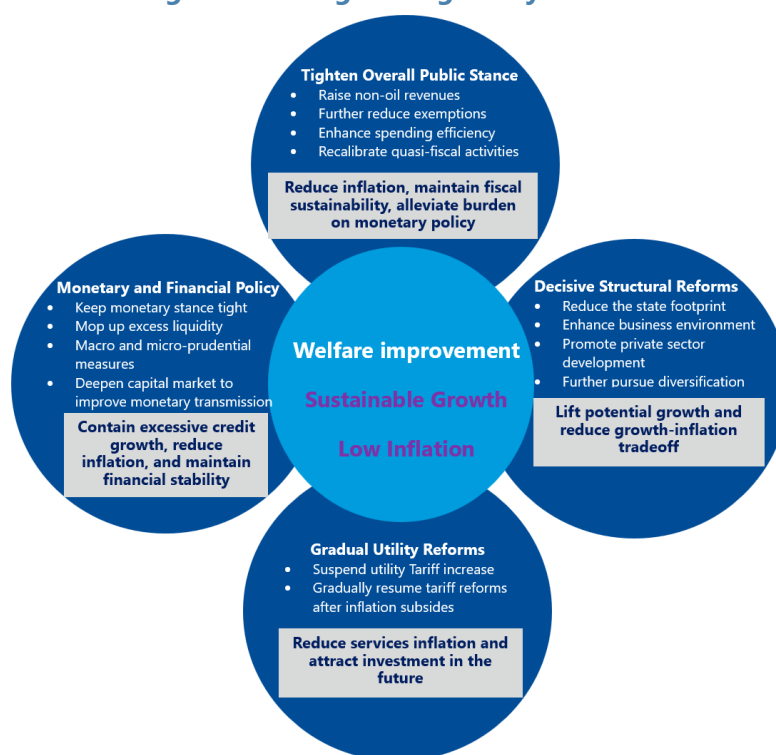 Tighten Overall Public Stance
• Raise non-oil revenues
• Further reduce exemptions
• Enhance spending efficiency
• Recalibrate quasi-fiscal activities
Reduce inflation, maintain fiscal
sustainability, alleviate burden
on monetary policy
Monetary and Financial Policy
• Keep monetary stance tight
• Mop up excess liquidity
• Macro and micro-prudential
measures
• Deepen capital market to
improve monetary transmission
Contain excessive credit
growth, reduce
inflation, and maintain
financial stability
Welfare improvement
Sustainable Growth
Low Inflation
Decisive Structural Reforms
• Reduce the state footprint
• Enhance business environment
• Promote private sector
development
• Further pursue diversification
Lift potential growth and
reduce growth-inflation
tradeoff
Gradual Utility Reforms
• Suspend utility Tariff increase
• Gradually resume tariff reforms
after inflation subsides
Reduce services inflation and
attract investment in the
future